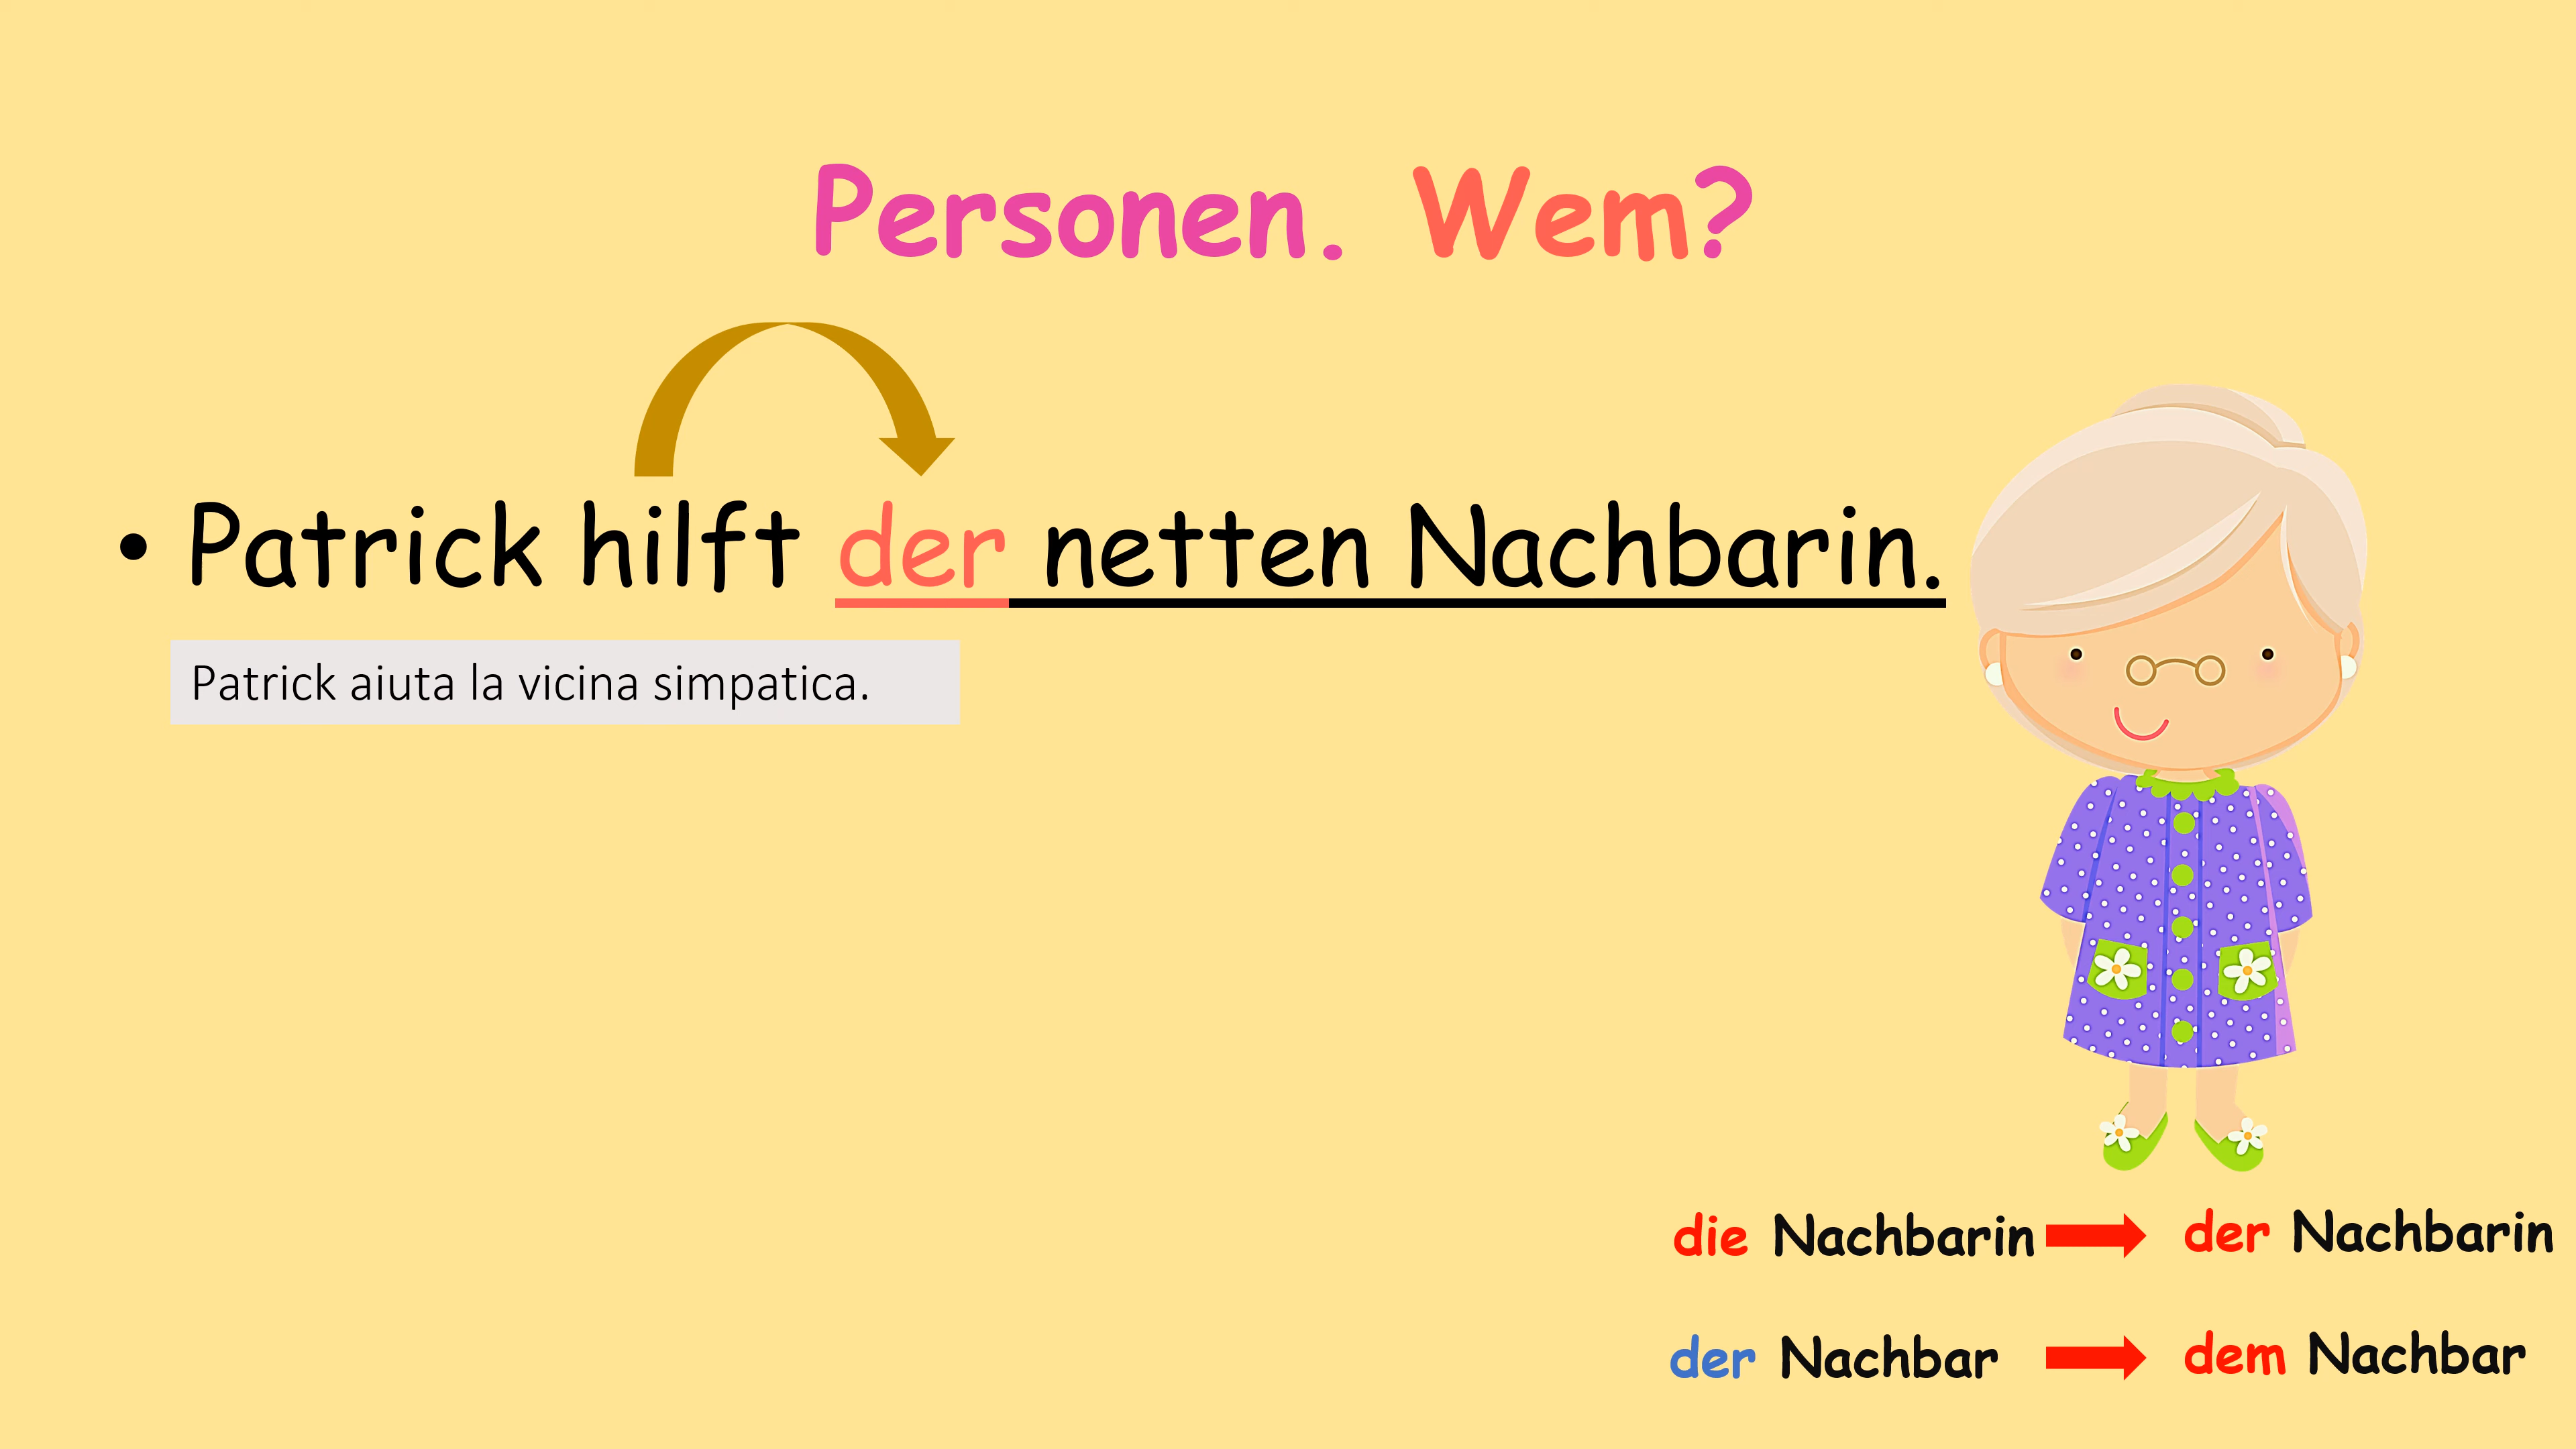 Personen. Wem?
• Patrick hilft der netten Nachbarin.
Patrick aiuta la vicina simpatica.
die Nachbarin der Nachbarin
der Nachbar dem Nachbar